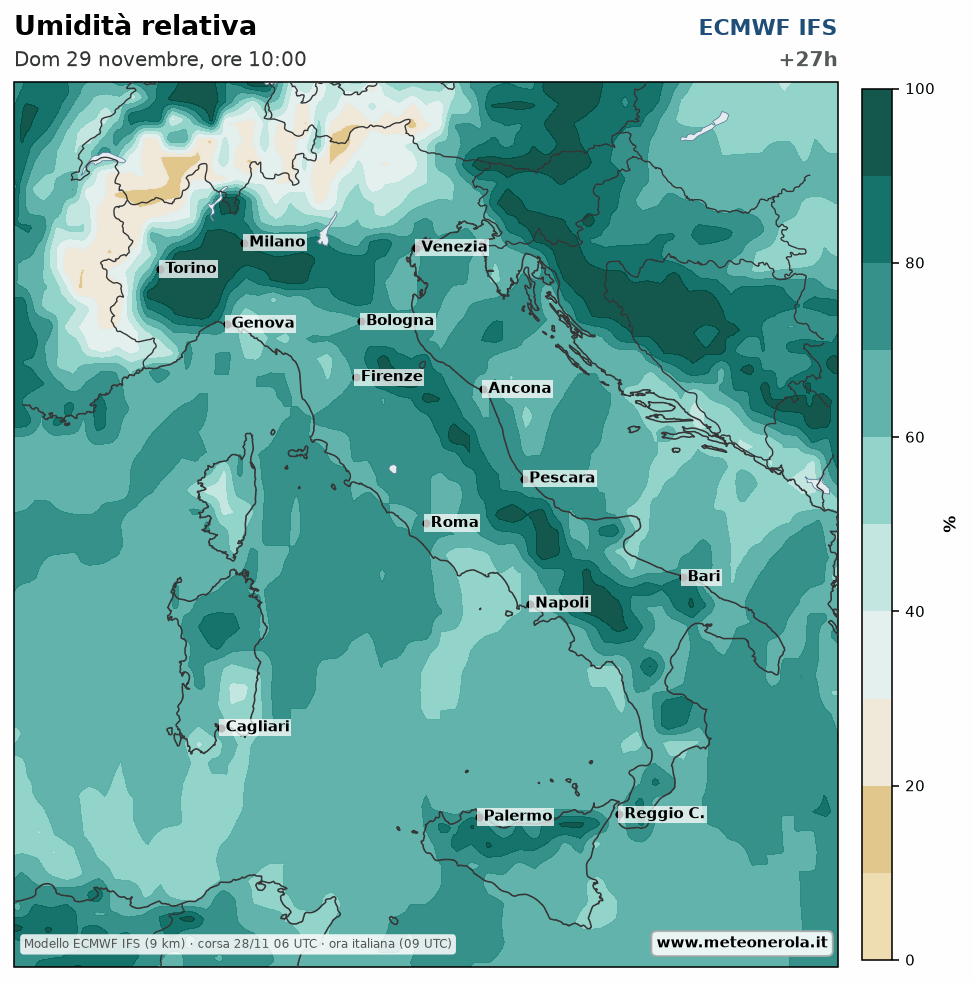 Umidità relativa
ECMWF IFS
Dom 29 novembre, ore 10:00
+27h
100
80
60
40
20
0
%
Milano
Venezia
Torino
Genova
Bologna
Firenze
Ancona
Pescara
Roma
Bari
Napoli
Cagliari
Palermo
Reggio C.
Modello ECMWF IFS (9 km) · corsa 28/11 06 UTC · ora italiana (09 UTC)
www.meteonerola.it